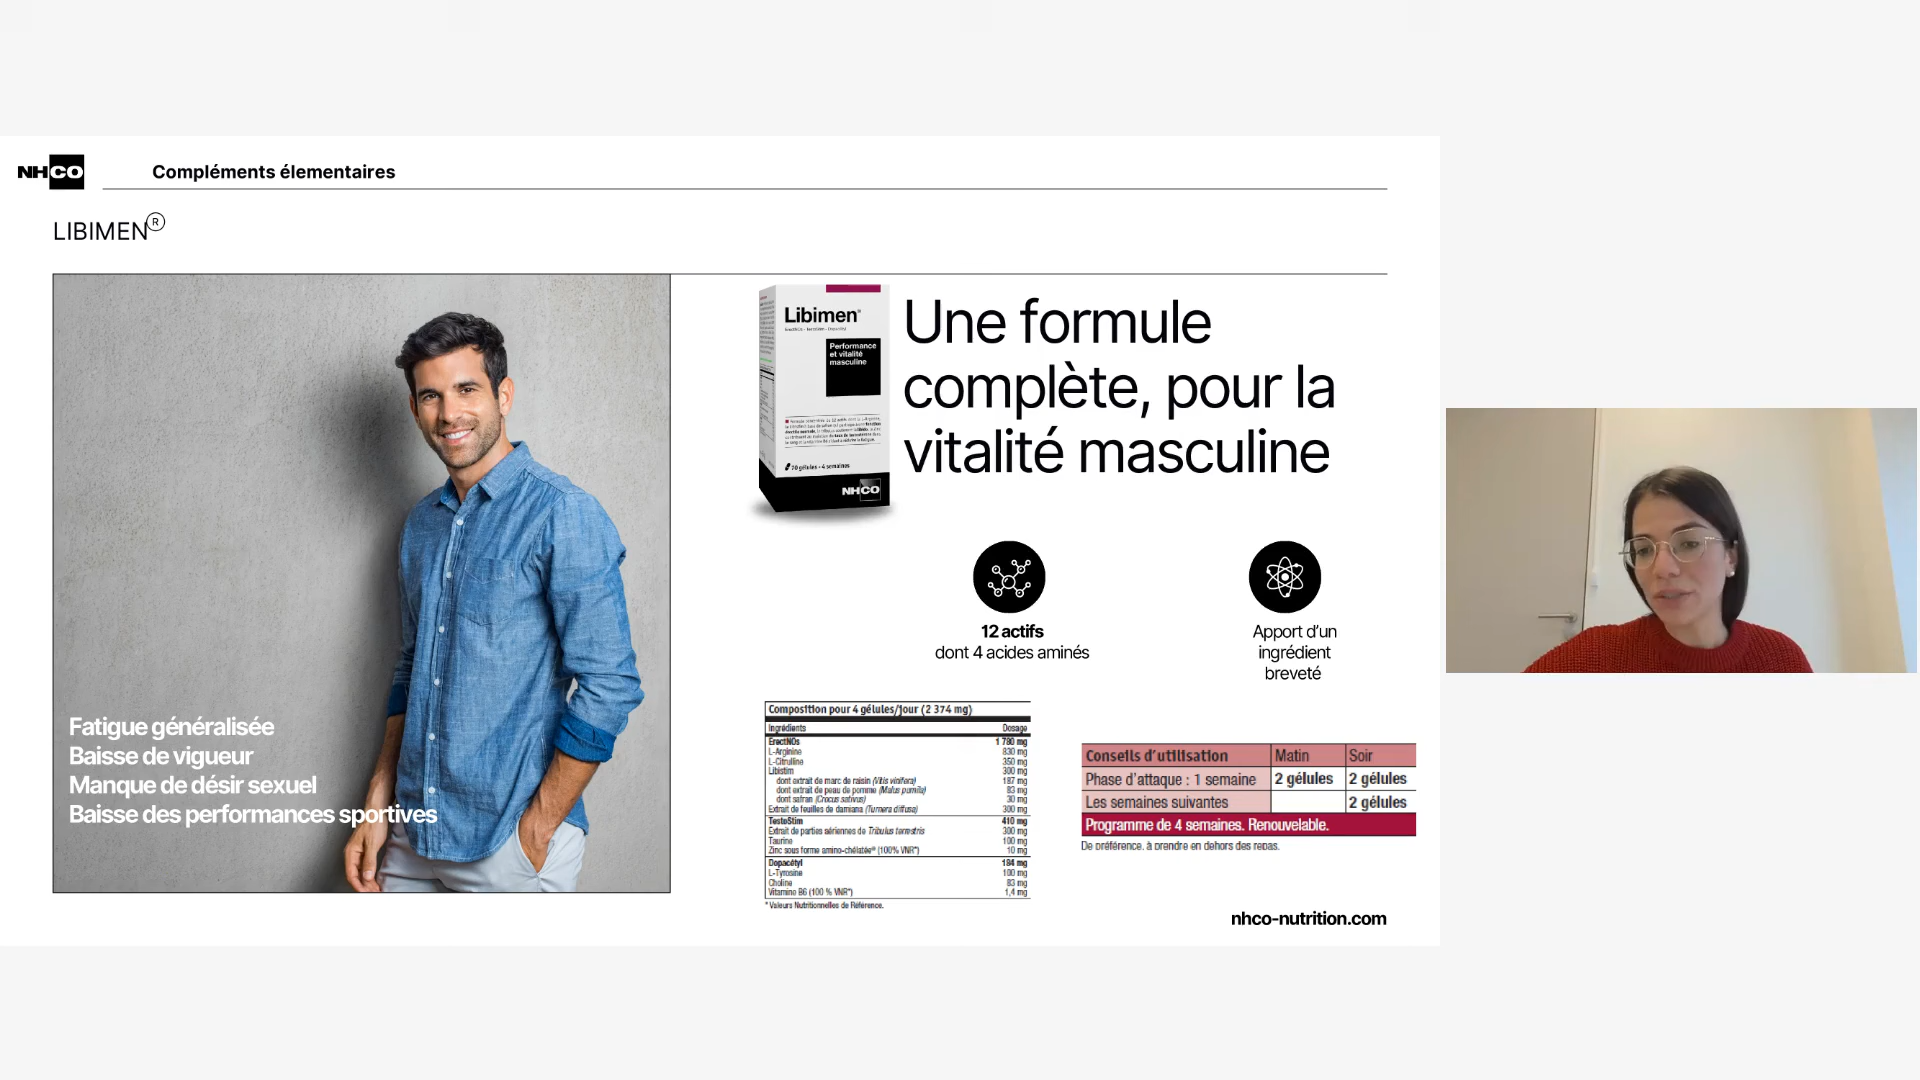 NHCO
Compléments élementaires
LIBIMEN®
Libimen®
Performance
et vitalité
masculine
70 gélules - 4 semaines
NHCO
Une formule
complète, pour la
vitalité masculine
12 actifs
dont 4 acides aminés
Apport d'un
ingrédient
breveté
Fatigue généralisée
Baisse de vigueur
Manque de désir sexuel
Baisse des performances sportives
Composition pour 4 gélules/jour (2 374 mg)
Ingrédients Dosage
ErectNOs 1 780 mg
L-Arginine 830 mg
L-Citrulline 350 mg
Libistim 300 mg
dont extrait de marc de raisin (Vitis vinifera) 187 mg
dont extrait de peau de pomme (Malus pumila) 83 mg
dont safran (Crocus sativus) 30 mg
Extrait de feuilles de damiana (Turnera diffusa) 300 mg
TestoStim 410 mg
Extrait de parties aériennes de Tribulus terrestris 300 mg
Taurine 100 mg
Zinc sous forme amino-chélatée® (100% VNR*) 10 mg
Dopacétyl 184 mg
L-Tyrosine 100 mg
Choline 83 mg
Vitamine B6 (100 % VNR*) 1,4 mg
* Valeurs Nutritionnelles de Référence.
Conseils d'utilisation Matin Soir
Phase d'attaque : 1 semaine 2 gélules 2 gélules
Les semaines suivantes 2 gélules
Programme de 4 semaines. Renouvelable.
De préférence, à prendre en dehors des repas.
nhco-nutrition.com